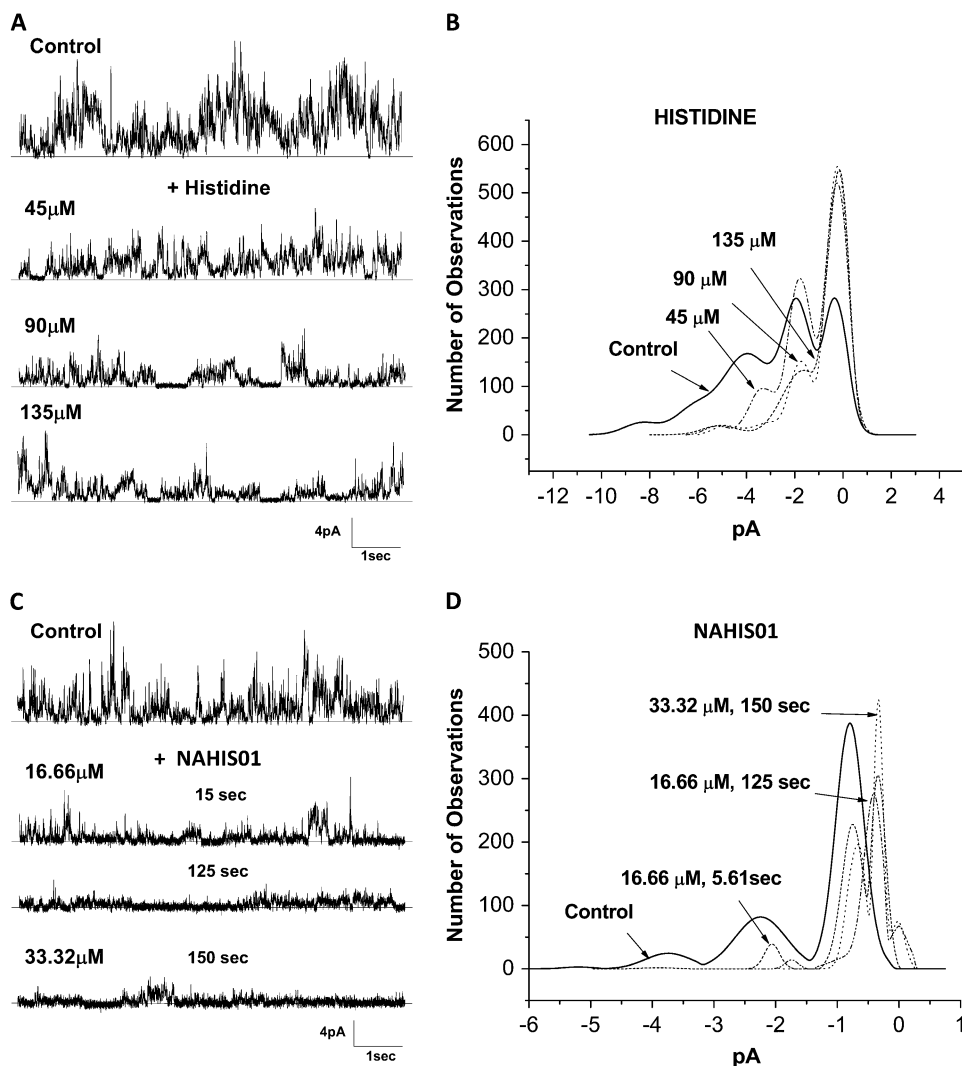 A
Control
+ Histidine
45μM
90μM
135μM
4pA
1sec
B
HISTIDINE
Number of Observations
600
500
400
300
200
100
0
135 μM
90 μM
45 μM
Control
-12 -10 -8 -6 -4 -2 0 2 4
pA
C
Control
+ NAHIS01
16.66μM
15 sec
125 sec
33.32μM
150 sec
4pA
1sec
D
NAHIS01
Number of Observations
500
400
300
200
100
0
33.32 μM, 150 sec
16.66 μM, 125 sec
16.66 μM, 5.61sec
Control
-6 -5 -4 -3 -2 -1 0 1
pA